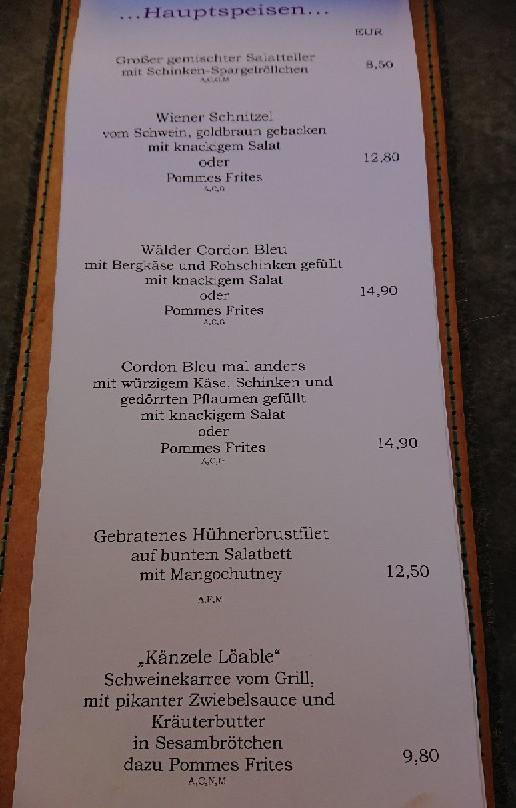 ...Hauptspeisen...
EUR
Großer gemischter Salatteller
mit Schinken-Spargelröllchen 8,50
Wiener Schnitzel
vom Schwein, goldbraun gebacken
mit knackigem Salat
oder 12,80
Pommes Frites
A,C,G
Wälder Cordon Bleu
mit Bergkäse und Rohschinken gefüllt
mit knackigem Salat
oder 14,90
Pommes Frites
A,C,G
Cordon Bleu mal anders
mit würzigem Käse, Schinken und
gedörrten Pflaumen gefüllt
mit knackigem Salat
oder
Pommes Frites 14,90
Gebratenes Hühnerbrustfilet
auf buntem Salatbett
mit Mangochutney 12,50
A,F,M
„Känzele Löable“
Schweinekarree vom Grill,
mit pikanter Zwiebelsauce und
Kräuterbutter
in Sesambrötchen
dazu Pommes Frites 9,80
A,G,N,M